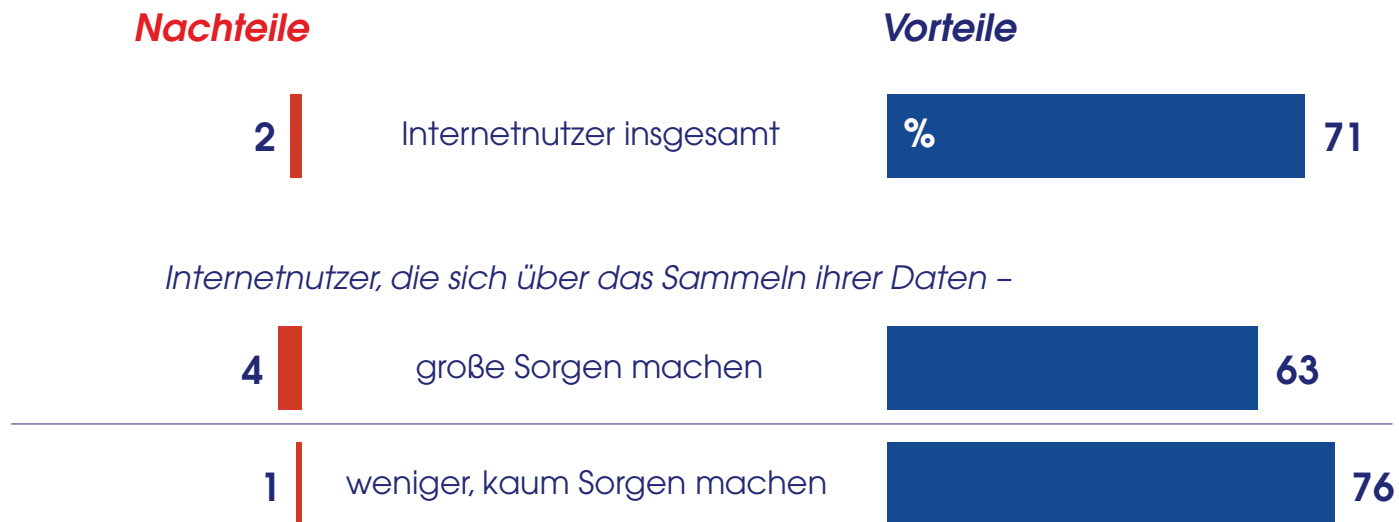 Nachteile Vorteile
2 Internetnutzer insgesamt % 71
Internetnutzer, die sich über das Sammeln ihrer Daten –
4 große Sorgen machen 63
1 weniger, kaum Sorgen machen 76